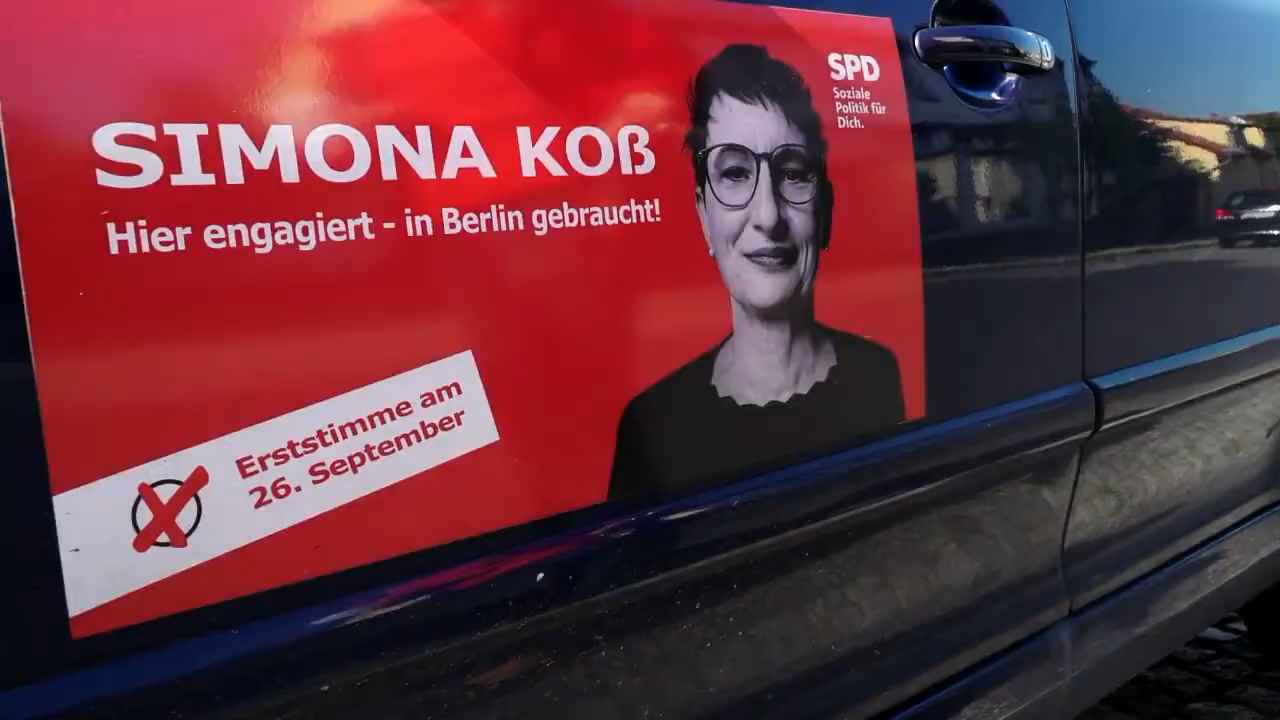 SIMONA KOß
Hier engagiert - in Berlin gebraucht!
SPD
Soziale
Politik für
Dich.
Erststimme am
26. September